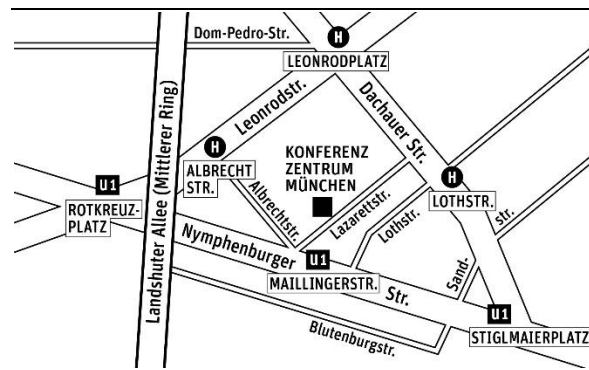 Dom-Pedro-Str.
H
LEONRODPLATZ
Landshuter Allee (Mittlerer Ring)
Leonrodstr.
Dachauer Str.
H
ALBRECHT
STR.
KONFERENZ
ZENTRUM
MÜNCHEN
H
LOTHSTR.
U1
ROTKREUZ-
PLATZ
Albrechtstr.
Lazarettstr.
Lothstr.
Nymphenburger
Str.
U1
MAILLINGERSTR.
Sand-
str.
Blutenburgstr.
U1
STIGLMAIERPLATZ